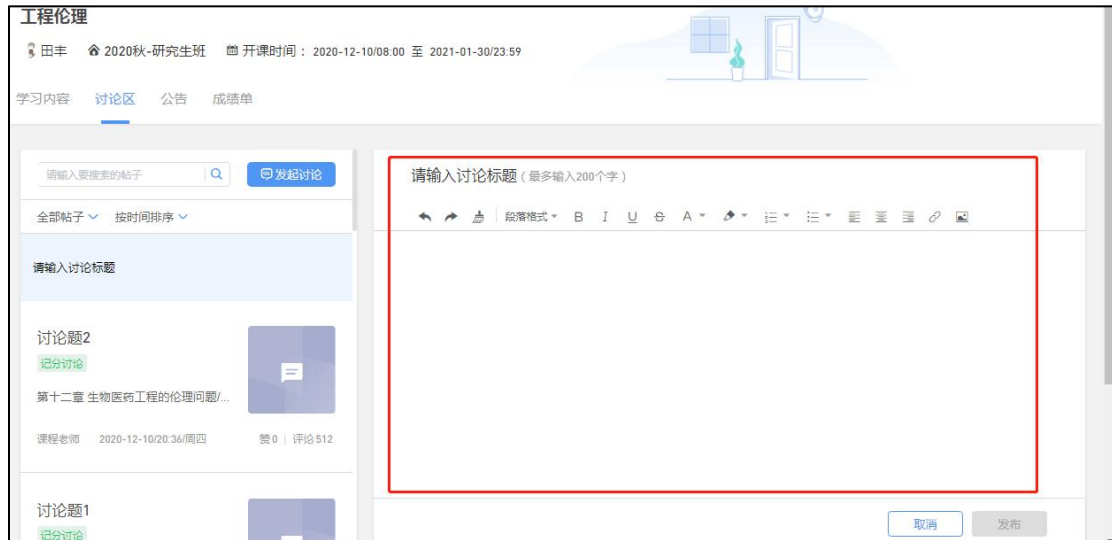 工程伦理
田丰 2020秋-研究生班 开课时间： 2020-12-10/08:00 至 2021-01-30/23:59
学习内容 讨论区 公告 成绩单
请输入要搜索的帖子 发起讨论
全部帖子 按时间排序
请输入讨论标题
讨论题2
记分讨论
第十二章 生物医药工程的伦理问题/...
课程老师 2020-12-10/20:36/周四 赞0 | 评论512
讨论题1
记分讨论
请输入讨论标题（最多输入200个字）
段落格式 B I U S A
取消 发布